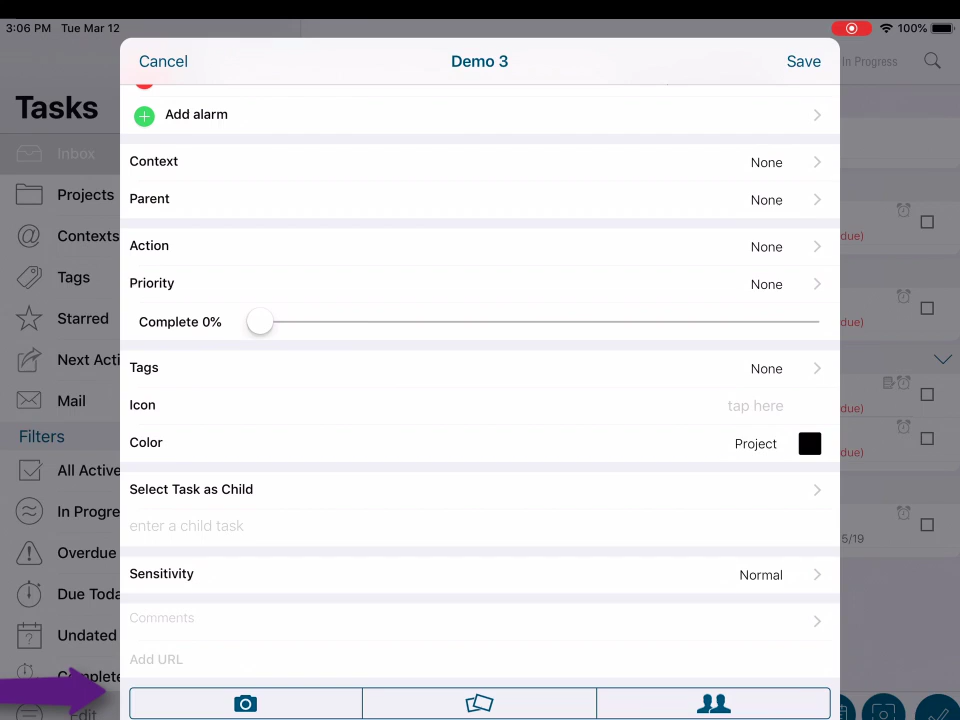 3:06 PM Tue Mar 12
100%
Cancel
Demo 3
Save
In Progress
Tasks
Add alarm
Inbox
Context
None
Projects
Parent
None
@
Contexts
due)
Action
None
Tags
Priority
None
Starred
Complete 0%
due)
Next Acti
Tags
None
Mail
Icon
tap here
due)
Filters
Color
Project
due)
All Active
Select Task as Child
In Progre
enter a child task
5/19
Overdue
Sensitivity
Normal
Due Toda
Comments
Undated
Add URL
Complete
Edit